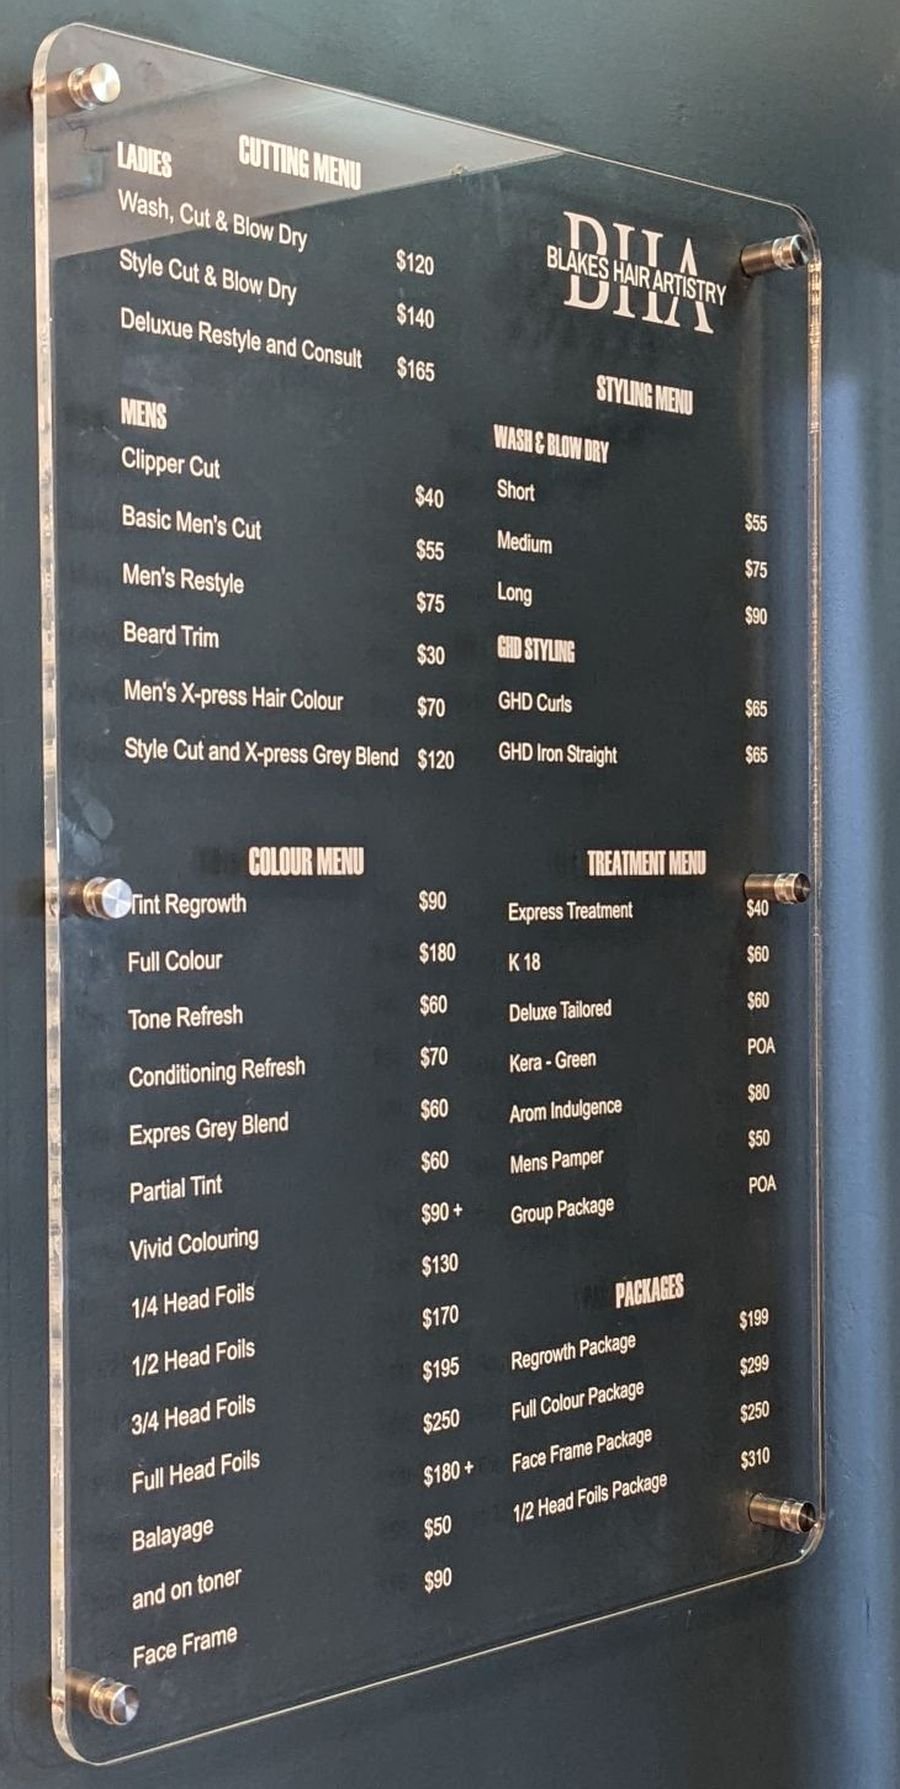 CUTTING MENU
LADIES
Wash, Cut & Blow Dry $120
Style Cut & Blow Dry $140
Deluxue Restyle and Consult $165
MENS
Clipper Cut $40
Basic Men's Cut $55
Men's Restyle $75
Beard Trim $30
Men's X-press Hair Colour $70
Style Cut and X-press Grey Blend $120
COLOUR MENU
Tint Regrowth $90
Full Colour $180
Tone Refresh $60
Conditioning Refresh $70
Expres Grey Blend $60
Partial Tint $60
Vivid Colouring $90 +
1/4 Head Foils $130
1/2 Head Foils $170
3/4 Head Foils $195
Full Head Foils $250
Balayage $180 +
and on toner $50
Face Frame $90
BHA
BLAKES HAIR ARTISTRY
STYLING MENU
WASH & BLOW DRY
Short $55
Medium $75
Long $90
GHD STYLING
GHD Curls $65
GHD Iron Straight $65
TREATMENT MENU
Express Treatment $40
K 18 $60
Deluxe Tailored $60
Kera - Green POA
Arom Indulgence $80
Mens Pamper $50
Group Package POA
PACKAGES
Regrowth Package $199
Full Colour Package $299
Face Frame Package $250
1/2 Head Foils Package $310